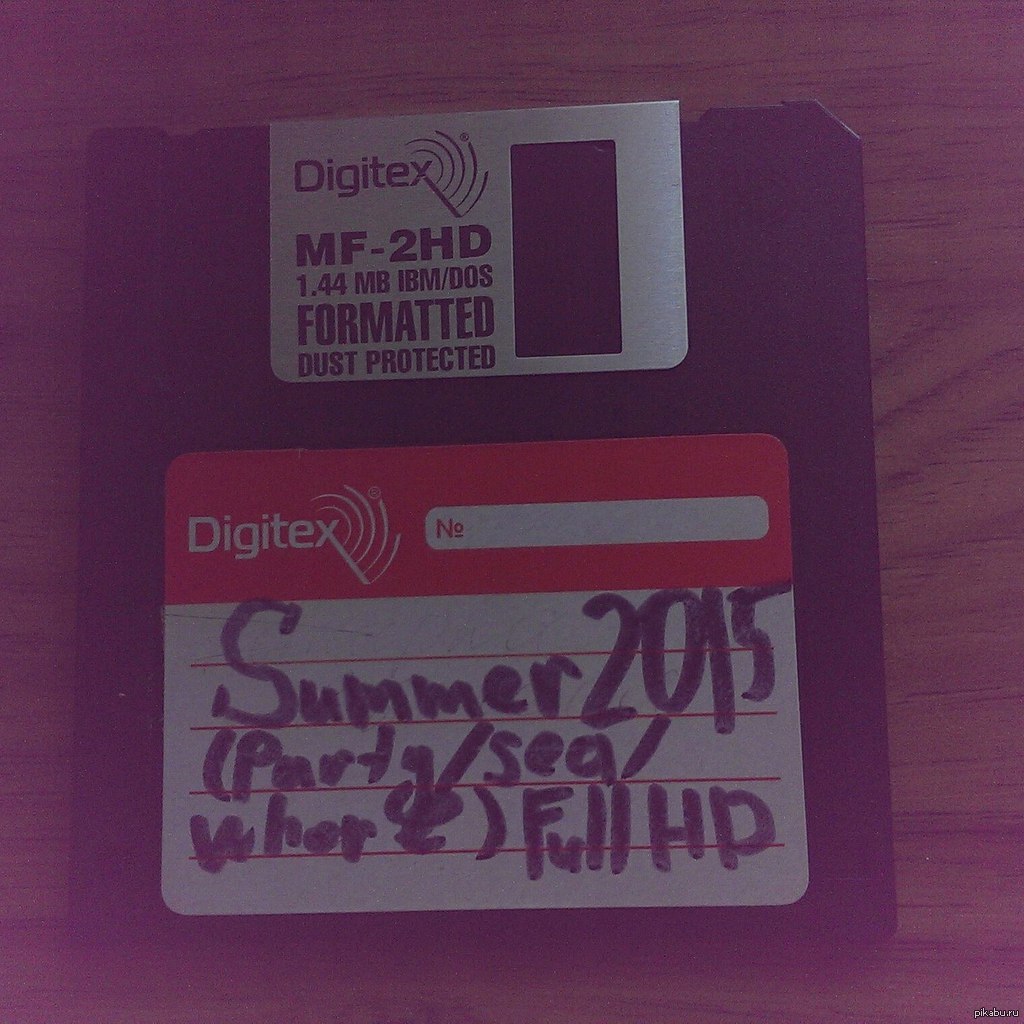 Digitex®
MF-2HD
1.44 MB IBM/DOS
FORMATTED
DUST PROTECTED
Digitex®
№
Summer 2015
(Party/sea/
whore) Full HD
pikabu.ru